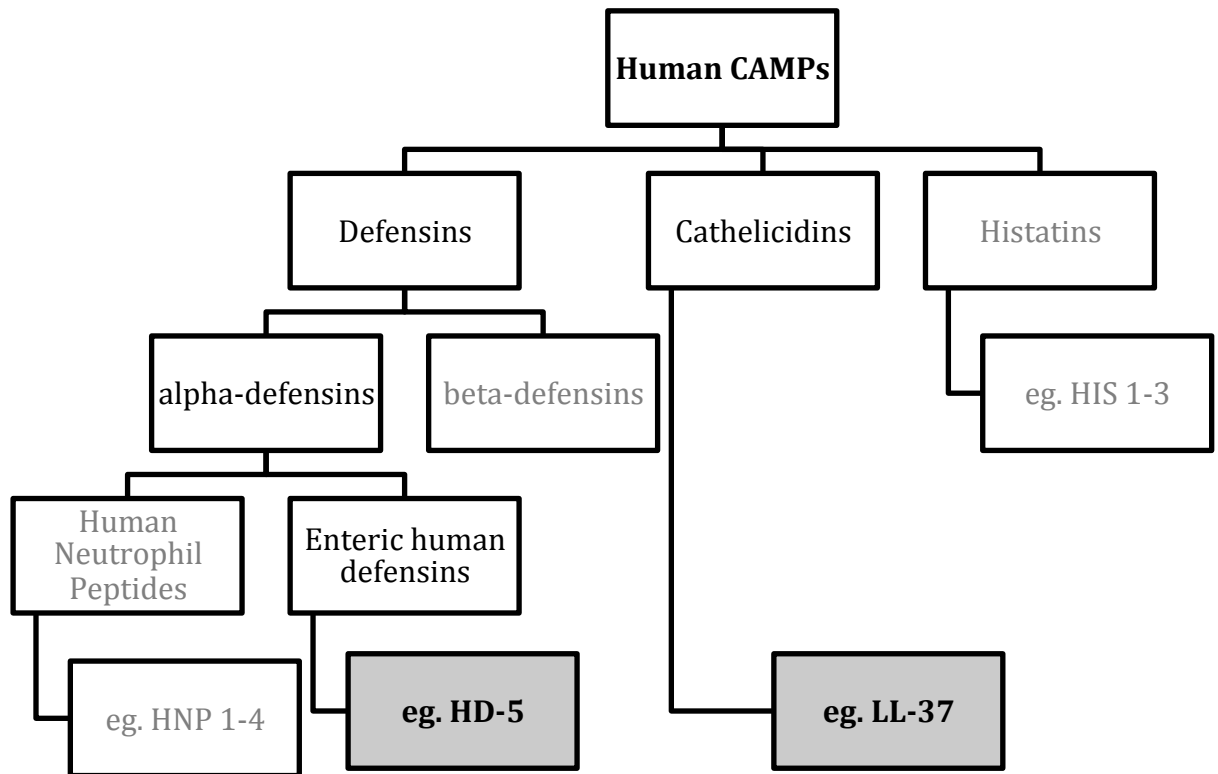 Human CAMPs
Defensins
Cathelicidins
Histatins
alpha-defensins
beta-defensins
eg. HIS 1-3
Human
Neutrophil
Peptides
Enteric human
defensins
eg. HNP 1-4
eg. HD-5
eg. LL-37